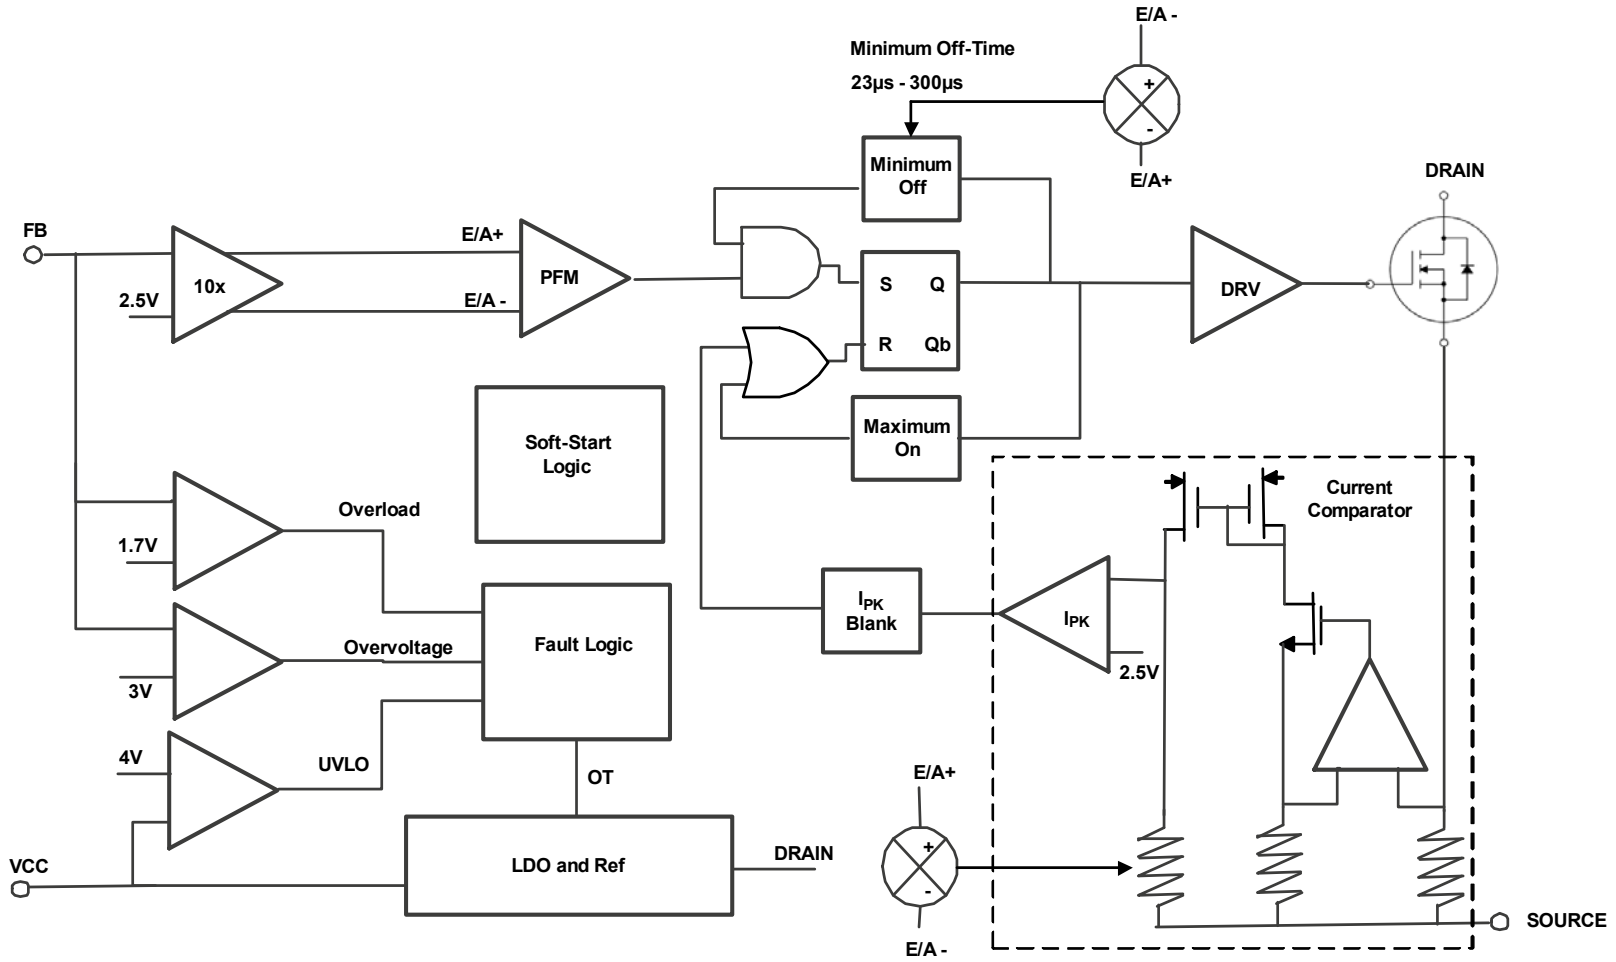 E/A -
Minimum Off-Time
23µs - 300µs
+
-
E/A+
Minimum
Off
DRAIN
FB
E/A+
10x
PFM
2.5V
E/A -
S
Q
DRV
R
Qb
Soft-Start
Logic
Maximum
On
Current
Comparator
Overload
1.7V
IPK
Blank
IPK
2.5V
Fault Logic
Overvoltage
3V
4V
UVLO
OT
E/A+
VCC
LDO and Ref
DRAIN
+
-
E/A -
SOURCE